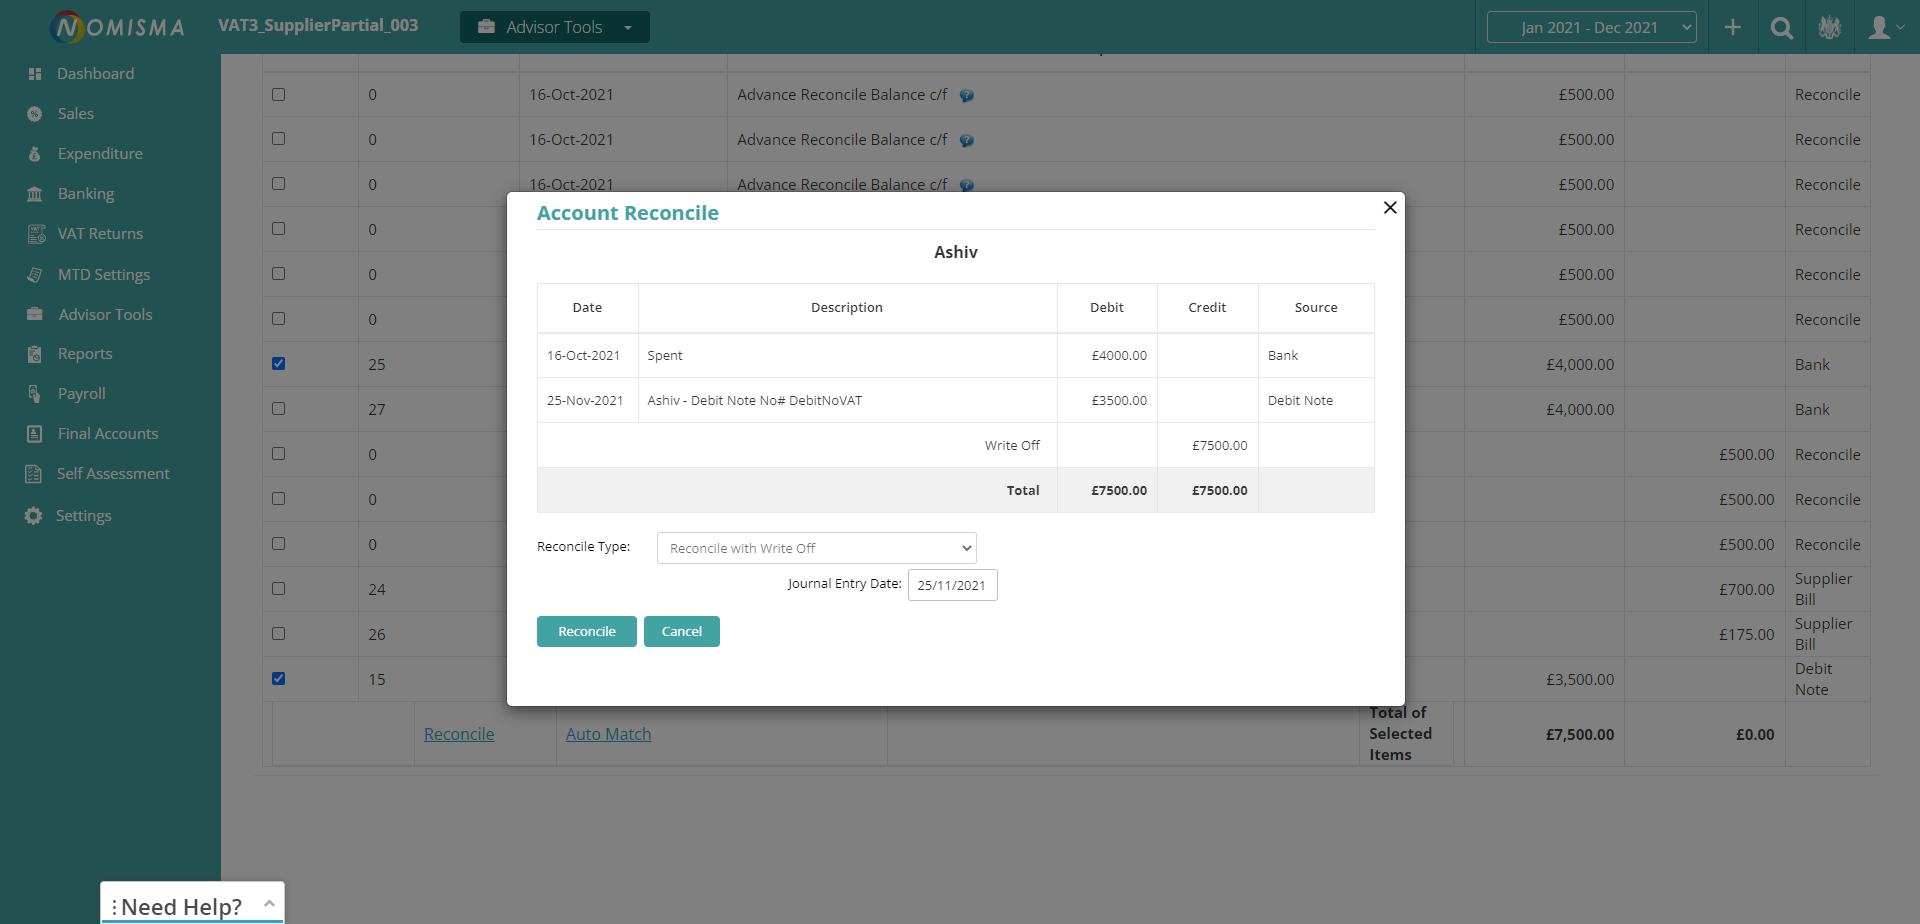 NOMISMA
VAT3_SupplierPartial_003
Advisor Tools
Jan 2021 - Dec 2021
Dashboard
Sales
Expenditure
Banking
VAT Returns
MTD Settings
Advisor Tools
Reports
Payroll
Final Accounts
Self Assessment
Settings
0 16-Oct-2021 Advance Reconcile Balance c/f £500.00 Reconcile
0 16-Oct-2021 Advance Reconcile Balance c/f £500.00 Reconcile
0 16-Oct-2021 Advance Reconcile Balance c/f £500.00 Reconcile
0 £500.00 Reconcile
0 £500.00 Reconcile
0 £500.00 Reconcile
25 £4,000.00 Bank
27 £4,000.00 Bank
0 £500.00 Reconcile
0 £500.00 Reconcile
0 £500.00 Reconcile
24 £700.00 Supplier
Bill
26 £175.00 Supplier
Bill
15 £3,500.00 Debit
Note
Reconcile Auto Match Total of
Selected
Items £7,500.00 £0.00
Account Reconcile
Ashiv
Date Description Debit Credit Source
16-Oct-2021 Spent £4000.00 Bank
25-Nov-2021 Ashiv - Debit Note No# DebitNoVAT £3500.00 Debit Note
Write Off £7500.00
Total £7500.00 £7500.00
Reconcile Type: Reconcile with Write Off
Journal Entry Date: 25/11/2021
Reconcile Cancel
Need Help?